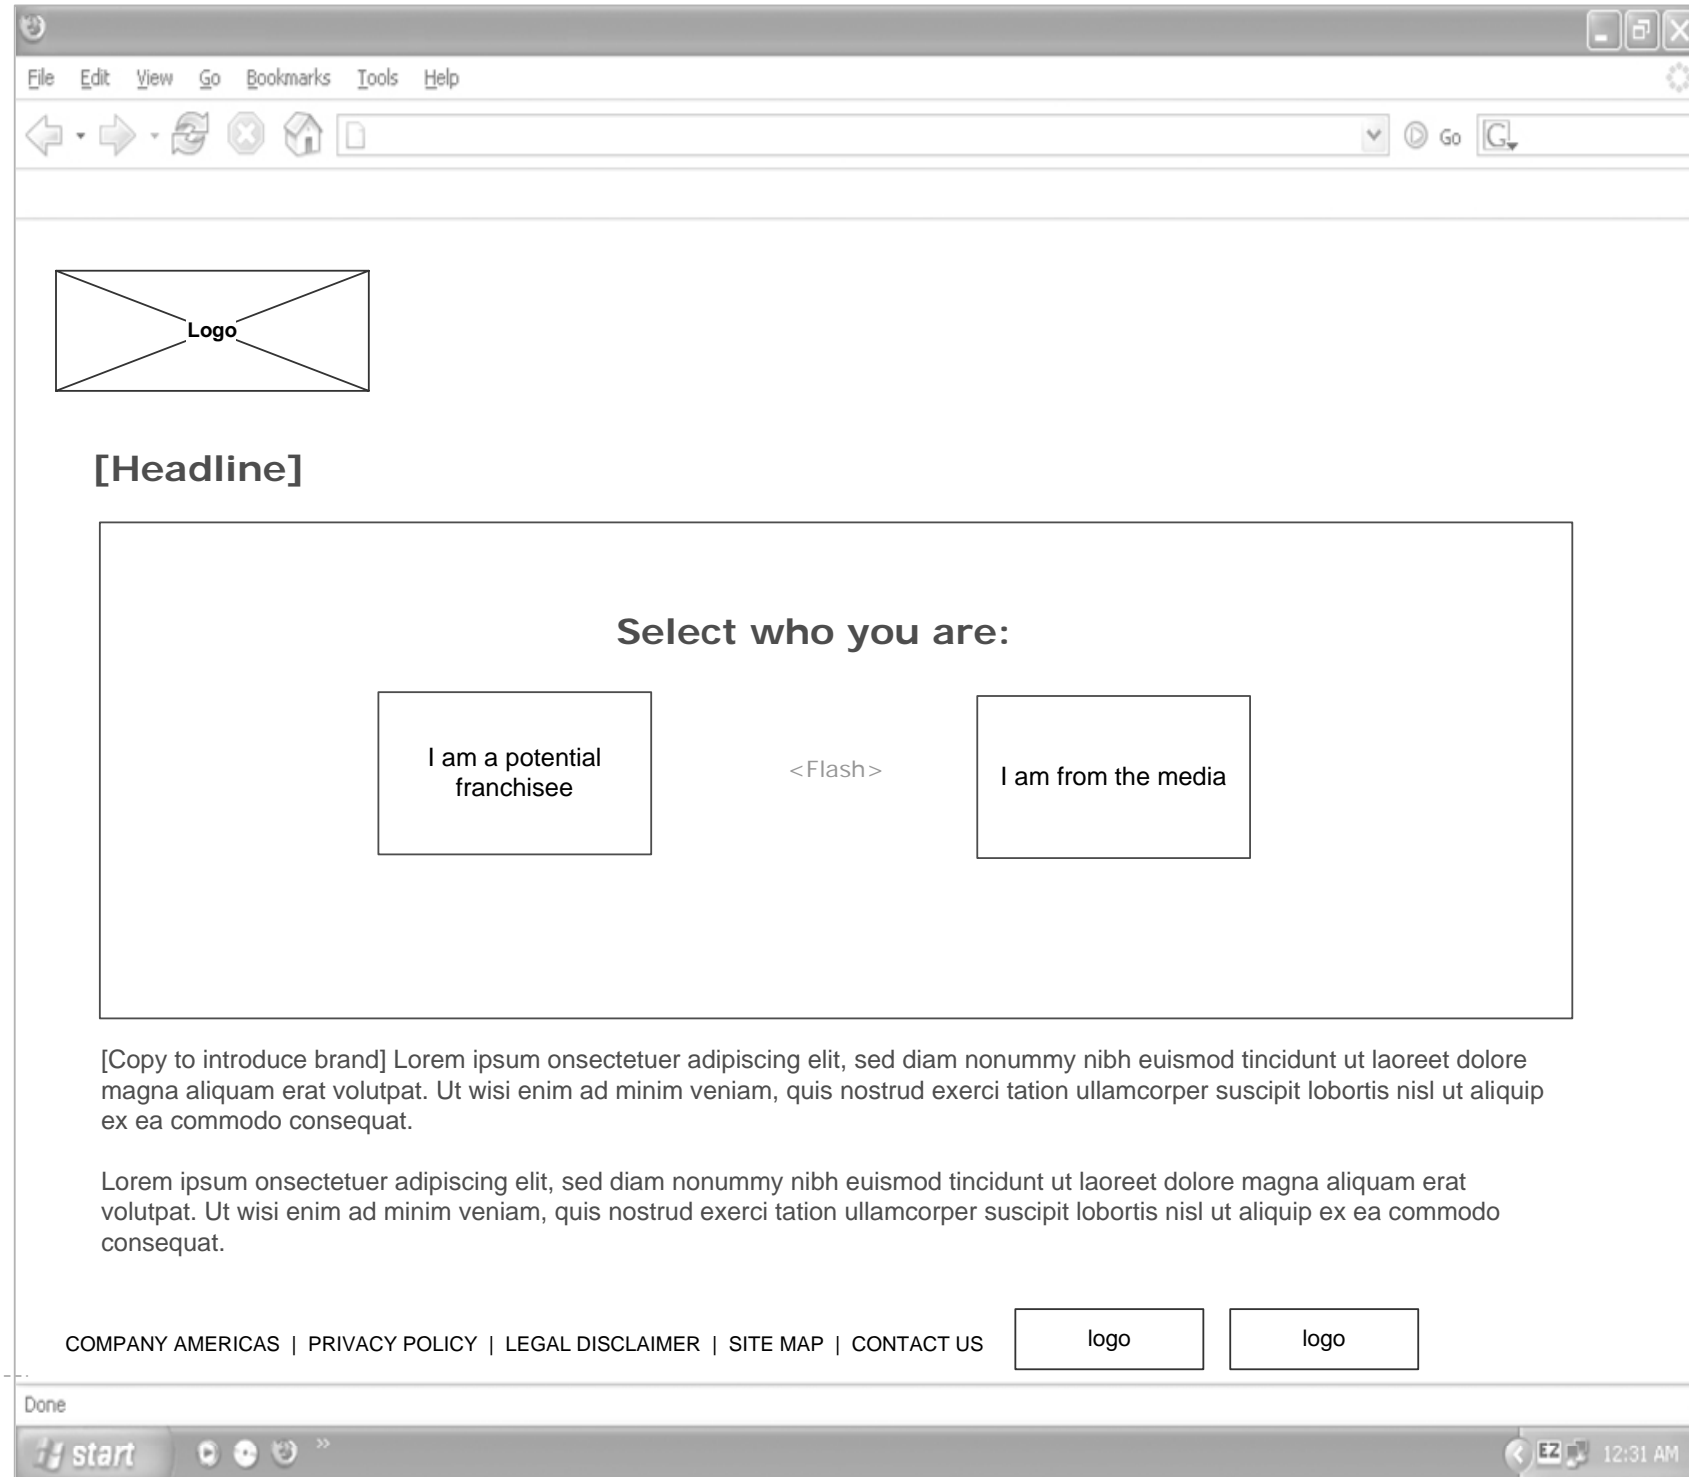 File Edit View Go Bookmarks Tools Help
Go G
Logo
[Headline]
Select who you are:
I am a potential
franchisee
<Flash>
I am from the media
[Copy to introduce brand] Lorem ipsum onsectetuer adipiscing elit, sed diam nonummy nibh euismod tincidunt ut laoreet dolore
magna aliquam erat volutpat. Ut wisi enim ad minim veniam, quis nostrud exerci tation ullamcorper suscipit lobortis nisl ut aliquip
ex ea commodo consequat.
Lorem ipsum onsectetuer adipiscing elit, sed diam nonummy nibh euismod tincidunt ut laoreet dolore magna aliquam erat
volutpat. Ut wisi enim ad minim veniam, quis nostrud exerci tation ullamcorper suscipit lobortis nisl ut aliquip ex ea commodo
consequat.
COMPANY AMERICAS | PRIVACY POLICY | LEGAL DISCLAIMER | SITE MAP | CONTACT US
logo
logo
Done
start » EZ 12:31 AM